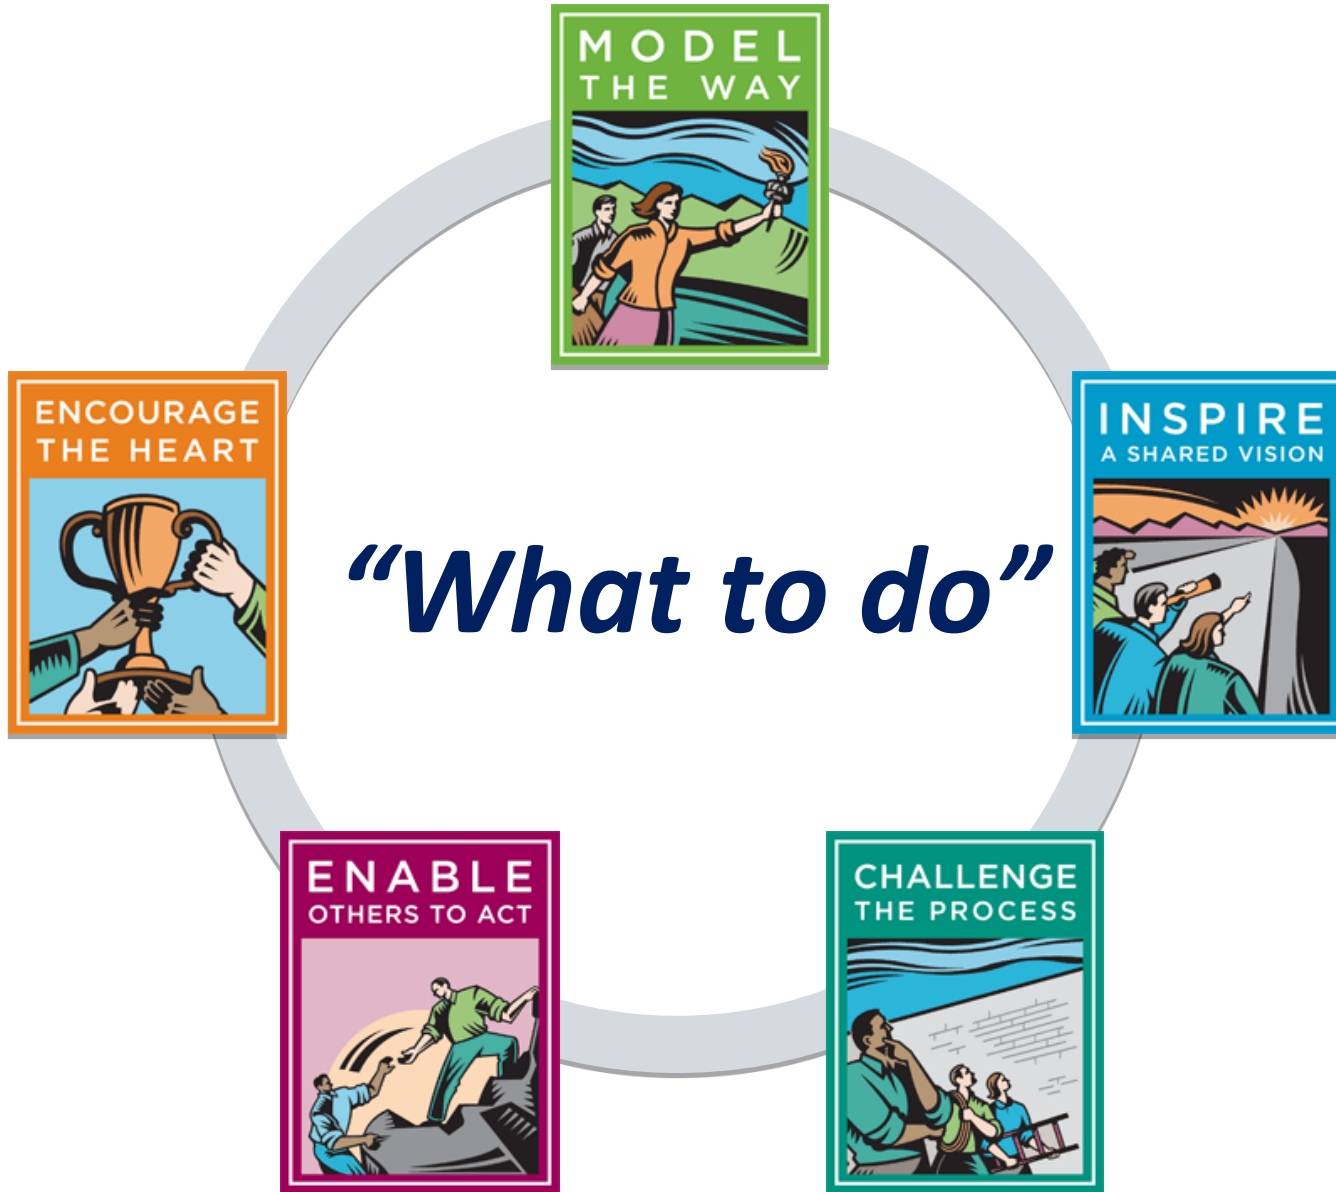 MODEL
THE WAY
ENCOURAGE
THE HEART
INSPIRE
A SHARED VISION
“What to do”
ENABLE
OTHERS TO ACT
CHALLENGE
THE PROCESS